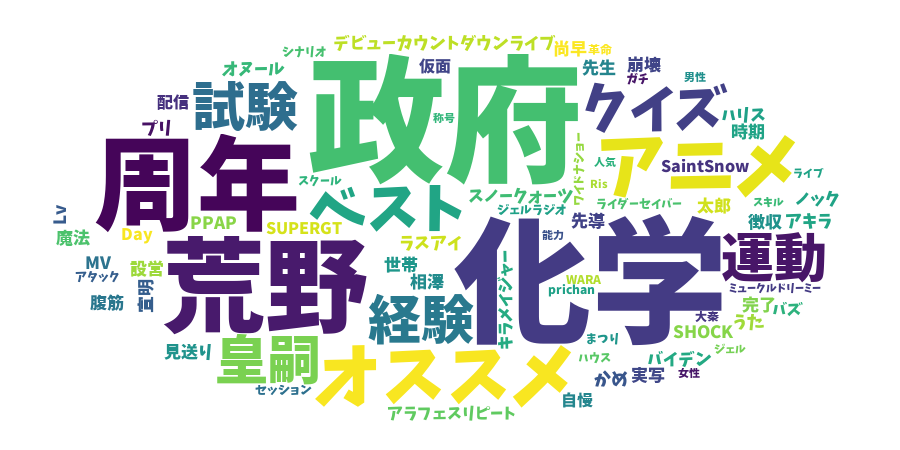 デビューカウントダウンライブ
尚早
革命
シナリオ
オヌール
仮面
先生
崩壊
ガチ
男性
政府
配信
試験
クイズ
ハリス
時期
プリ
称号
周年
アニメ
ワイドナショー
人気
SaintSnow
ライブ
スクール
ベスト
スノークォーツ
Ris
スキル
ノック
Lv
魔法
Day
PPAP
SUPERGT
ジェルラジオ
先導
ライダーセイバー
太郎
徴収
アキラ
荒野
ラスアイ
化学
能力
運動
MV
アタック
設営
宣明
世帯
相澤
キラメイジャー
WARA
prichan
ミュークルドリーミー
腹筋
経験
大秦
完了
バズ
SHOCK
うた
見送り
皇嗣
オススメ
まつり
ハウス
バイデン
ジェル
セッション
かめ
実写
女性
自慢
アラフェスリピート